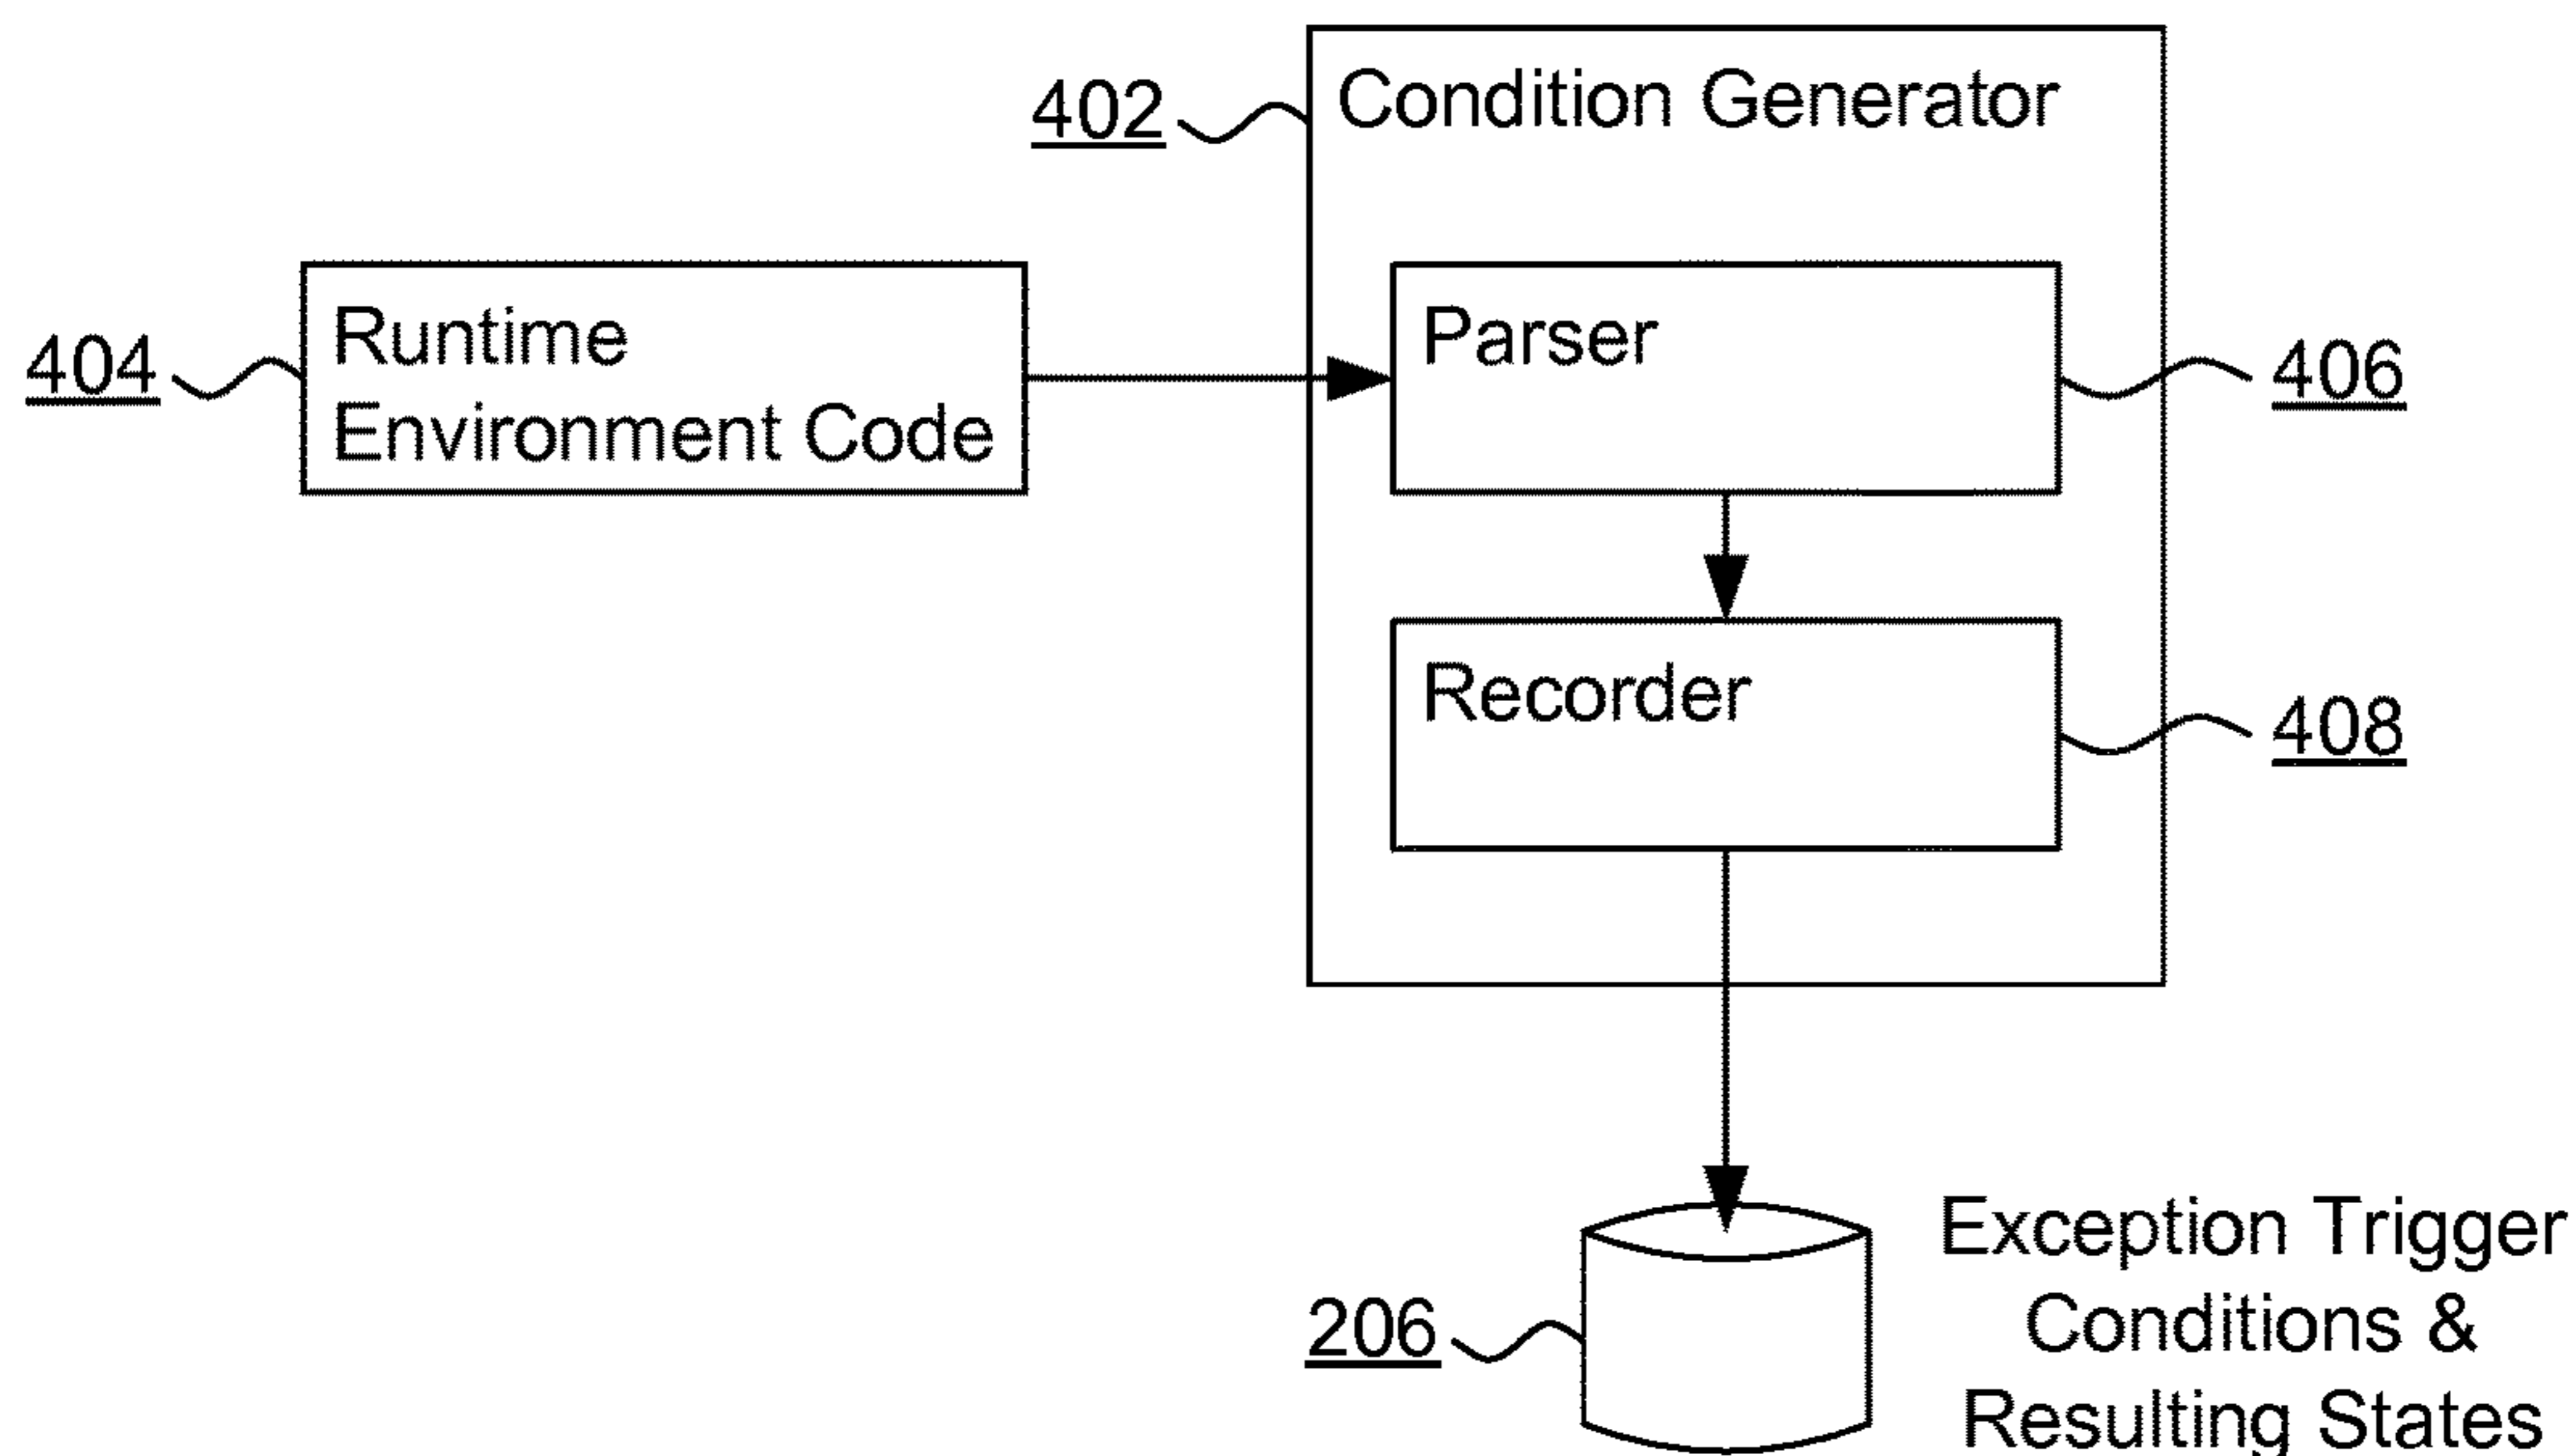 402
Condition Generator
404
Runtime
Environment Code
Parser
406
Recorder
408
206
Exception Trigger
Conditions &
Resulting States